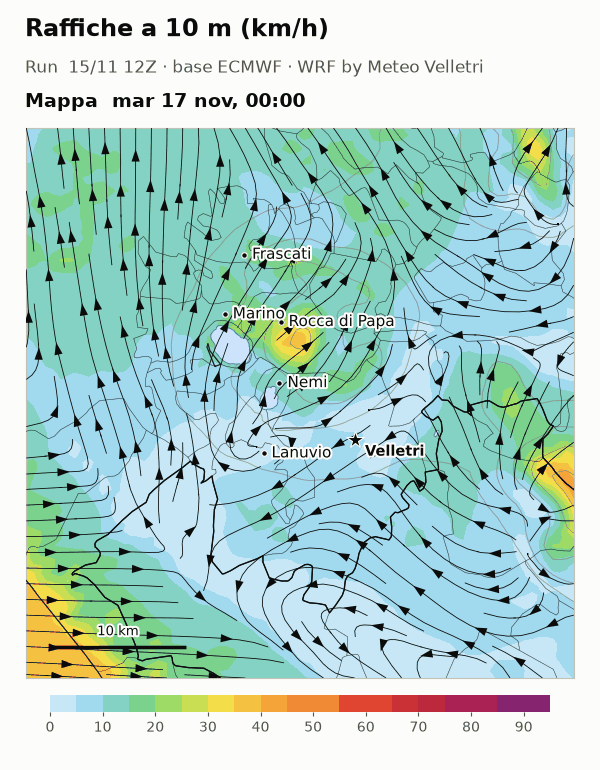 Raffiche a 10 m (km/h)
Run  15/11 12Z · base ECMWF · WRF by Meteo Velletri
Mappa  mar 17 nov, 00:00
Frascati
Marino
Rocca di Papa
Nemi
Velletri
Lanuvio
10 km
0 10 20 30 40 50 60 70 80 90